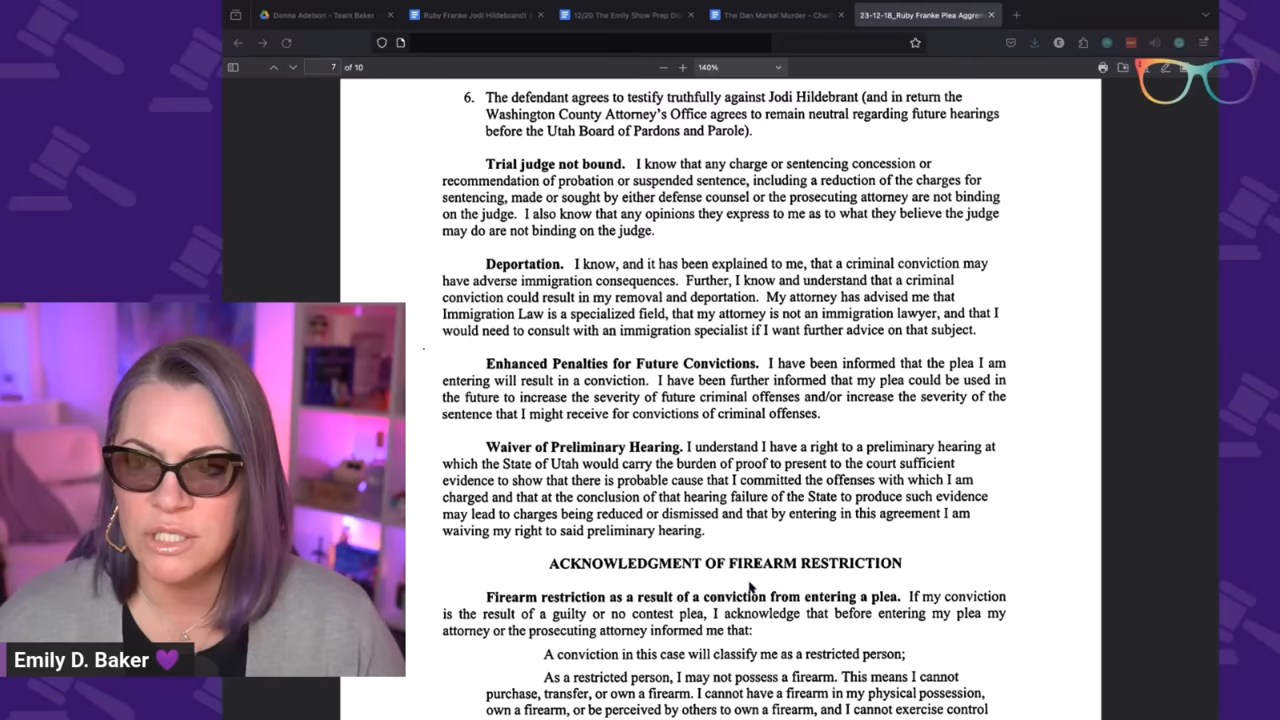 Donna Adelson - Team Baker
Ruby Franke Jodi Hildebrandt
12/20 The Emily Show Prep Do
The Dan Markel Murder - Cha
23-12-18_Ruby Franke Plea Agree
7 of 10
140%
6. The defendant agrees to testify truthfully against Jodi Hildebrant (and in return the
Washington County Attorney's Office agrees to remain neutral regarding future hearings
before the Utah Board of Pardons and Parole).
Trial judge not bound. I know that any charge or sentencing concession or
recommendation of probation or suspended sentence, including a reduction of the charges for
sentencing, made or sought by either defense counsel or the prosecuting attorney are not binding
on the judge. I also know that any opinions they express to me as to what they believe the judge
may do are not binding on the judge.
Deportation. I know, and it has been explained to me, that a criminal conviction may
have adverse immigration consequences. Further, I know and understand that a criminal
conviction could result in my removal and deportation. My attorney has advised me that
Immigration Law is a specialized field, that my attorney is not an immigration lawyer, and that I
would need to consult with an immigration specialist if I want further advice on that subject.
Enhanced Penalties for Future Convictions. I have been informed that the plea I am
entering will result in a conviction. I have been further informed that my plea could be used in
the future to increase the severity of future criminal offenses and/or increase the severity of the
sentence that I might receive for convictions of criminal offenses.
Waiver of Preliminary Hearing. I understand I have a right to a preliminary hearing at
which the State of Utah would carry the burden of proof to present to the court sufficient
evidence to show that there is probable cause that I committed the offenses with which I am
charged and that at the conclusion of that hearing failure of the State to produce such evidence
may lead to charges being reduced or dismissed and that by entering in this agreement I am
waiving my right to said preliminary hearing.
ACKNOWLEDGMENT OF FIREARM RESTRICTION
Firearm restriction as a result of a conviction from entering a plea. If my conviction
is the result of a guilty or no contest plea, I acknowledge that before entering my plea my
attorney or the prosecuting attorney informed me that:
A conviction in this case will classify me as a restricted person;
As a restricted person, I may not possess a firearm. This means I cannot
purchase, transfer, or own a firearm. I cannot have a firearm in my physical possession,
own a firearm, or be perceived by others to own a firearm, and I cannot exercise control
Emily D. Baker